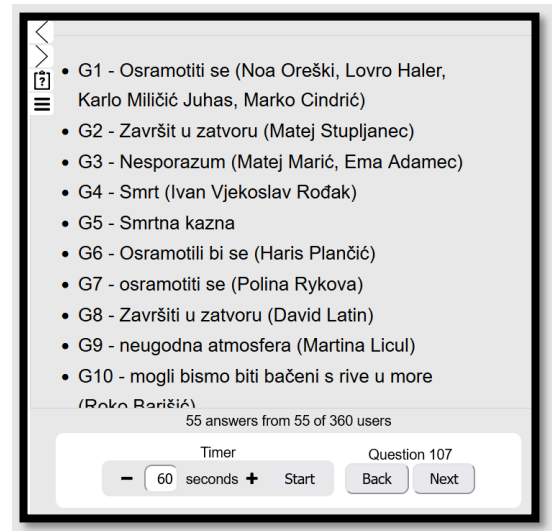 G1 - Osramotiti se (Noa Oreški, Lovro Haler,
Karlo Miličić Juhas, Marko Cindrić)
G2 - Završit u zatvoru (Matej Stupljanec)
G3 - Nesporazum (Matej Marić, Ema Adamec)
G4 - Smrt (Ivan Vjekoslav Rođak)
G5 - Smrtna kazna
G6 - Osramotili bi se (Haris Plančić)
G7 - osramotiti se (Polina Rykova)
G8 - Završiti u zatvoru (David Latin)
G9 - neugodna atmosfera (Martina Licul)
G10 - mogli bismo biti bačeni s rive u more
(Roko Barišić)
55 answers from 55 of 360 users
Timer
− 60 seconds + Start
Question 107
Back Next